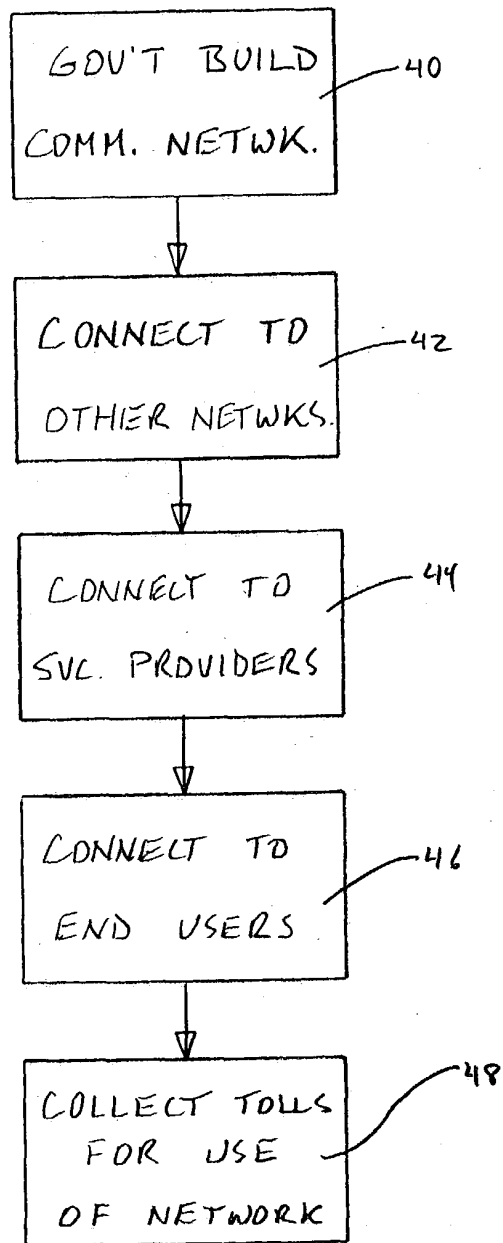 GOV'T BUILD
40
COMM. NETWK.
CONNECT TO
42
OTHER NETWKS.
CONNECT TO
44
SVC. PROVIDERS
CONNECT TO
46
END USERS
COLLECT TOLLS
48
FOR USE
OF NETWORK